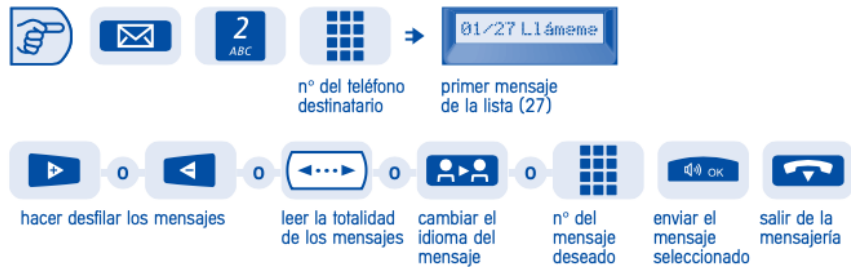 2
ABC
01/27 Llámeme
n° del teléfono
destinatario
primer mensaje
de la lista (27)
o o o o OK
hacer desfilar los mensajes
leer la totalidad
de los mensajes
cambiar el
idioma del
mensaje
n° del
mensaje
deseado
enviar el
mensaje
seleccionado
salir de la
mensajería